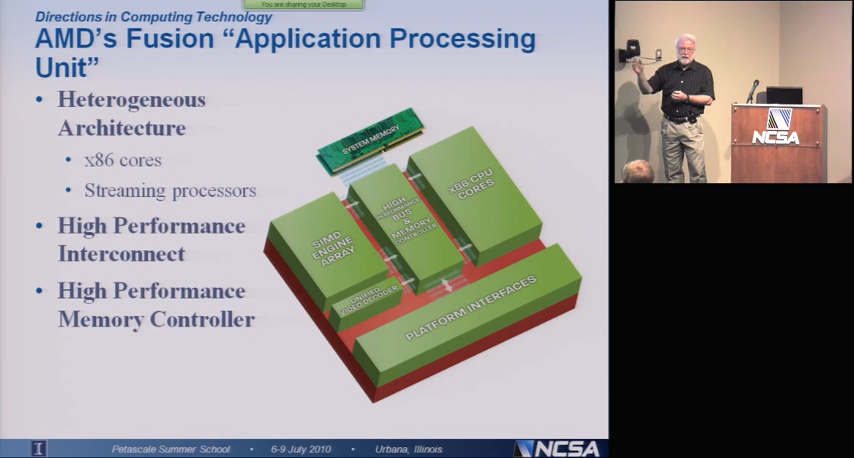 You are sharing your Desktop
Directions in Computing Technology
AMD's Fusion “Application Processing
Unit”
• Heterogeneous
Architecture
• x86 cores
• Streaming processors
• High Performance
Interconnect
• High Performance
Memory Controller
SYSTEM MEMORY
SIMD
ENGINE
ARRAY
HIGH
PERFORMANCE
BUS
&
MEMORY
CONTROLLER
x86 CPU
CORES
UNIFIED
VIDEO DECODER
PLATFORM INTERFACES
I
Petascale Summer School • 6-9 July 2010 • Urbana, Illinois
NCSA
NCSA